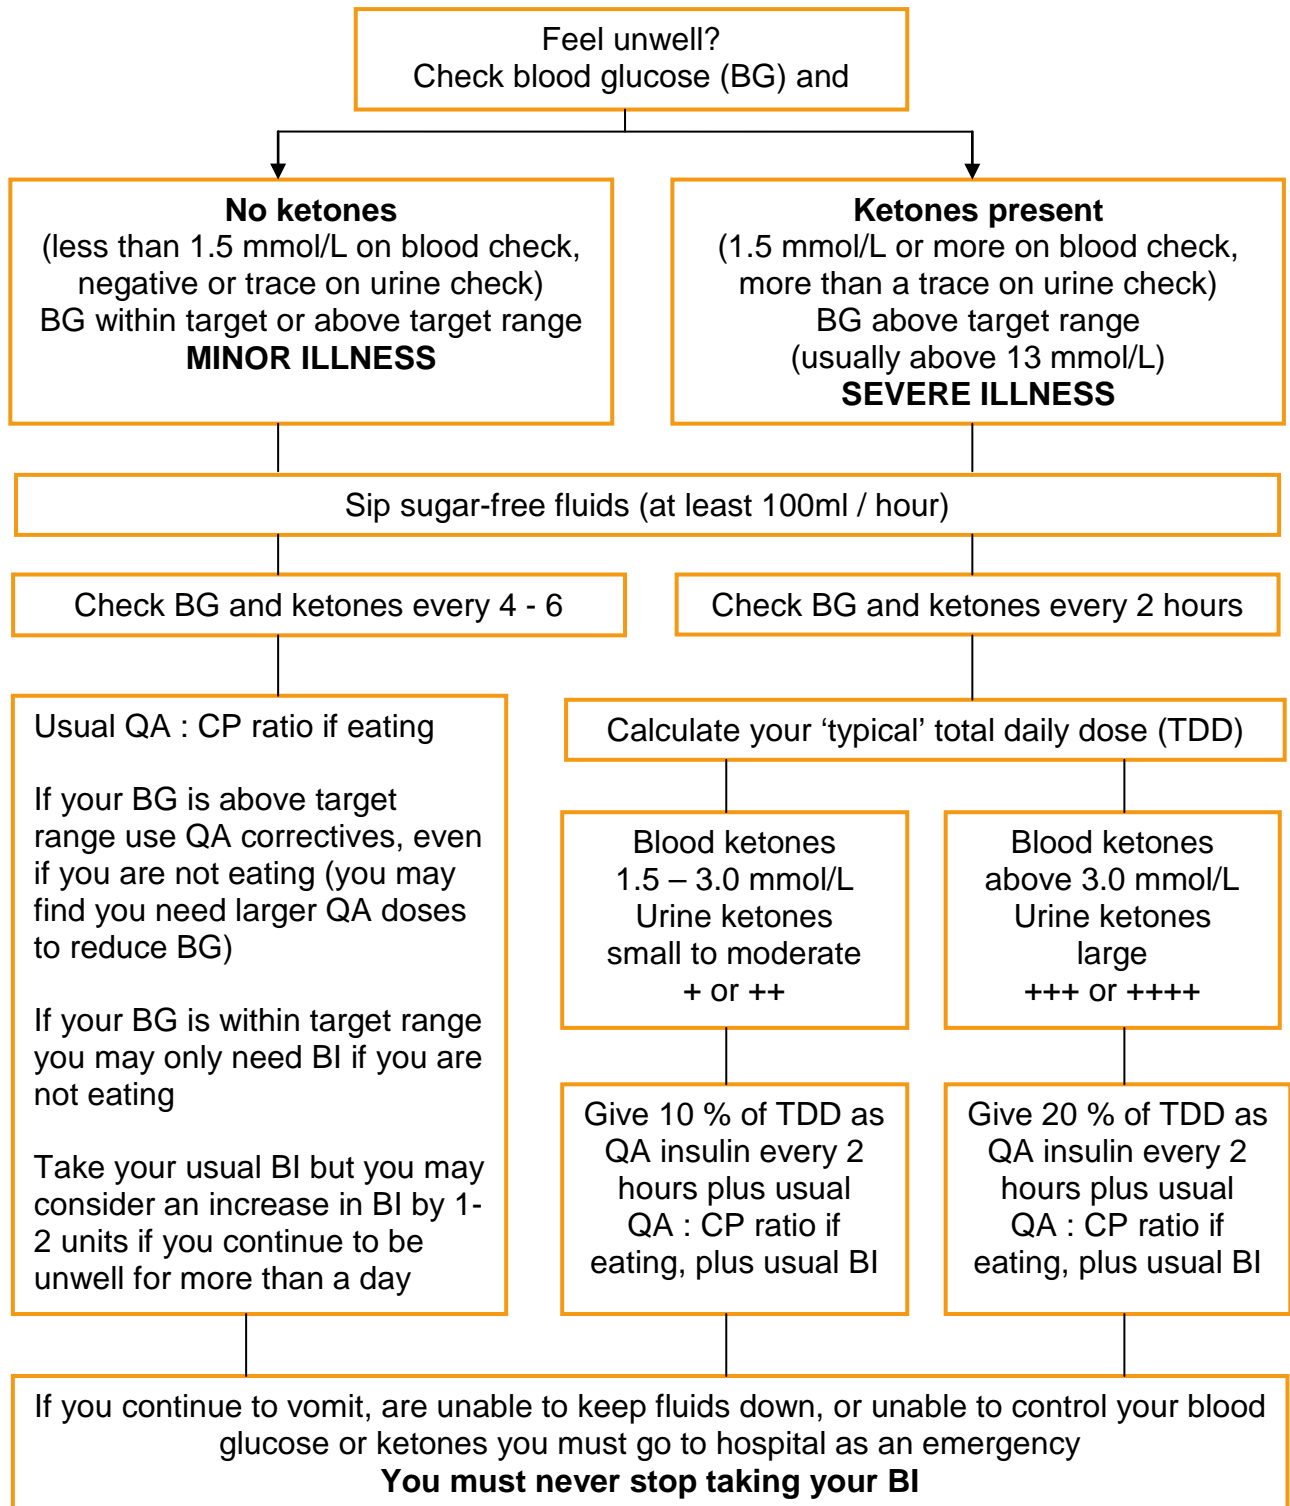 Feel unwell?
Check blood glucose (BG) and
No ketones
(less than 1.5 mmol/L on blood check,
negative or trace on urine check)
BG within target or above target range
MINOR ILLNESS
Ketones present
(1.5 mmol/L or more on blood check,
more than a trace on urine check)
BG above target range
(usually above 13 mmol/L)
SEVERE ILLNESS
Sip sugar-free fluids (at least 100ml / hour)
Check BG and ketones every 4 - 6
Check BG and ketones every 2 hours
Usual QA : CP ratio if eating
If your BG is above target
range use QA correctives, even
if you are not eating (you may
find you need larger QA doses
to reduce BG)
If your BG is within target range
you may only need BI if you are
not eating
Take your usual BI but you may
consider an increase in BI by 1-
2 units if you continue to be
unwell for more than a day
Calculate your ‘typical’ total daily dose (TDD)
Blood ketones
1.5 – 3.0 mmol/L
Urine ketones
small to moderate
+ or ++
Blood ketones
above 3.0 mmol/L
Urine ketones
large
+++ or ++++
Give 10 % of TDD as
QA insulin every 2
hours plus usual
QA : CP ratio if
eating, plus usual BI
Give 20 % of TDD as
QA insulin every 2
hours plus usual
QA : CP ratio if
eating, plus usual BI
If you continue to vomit, are unable to keep fluids down, or unable to control your blood
glucose or ketones you must go to hospital as an emergency
You must never stop taking your BI